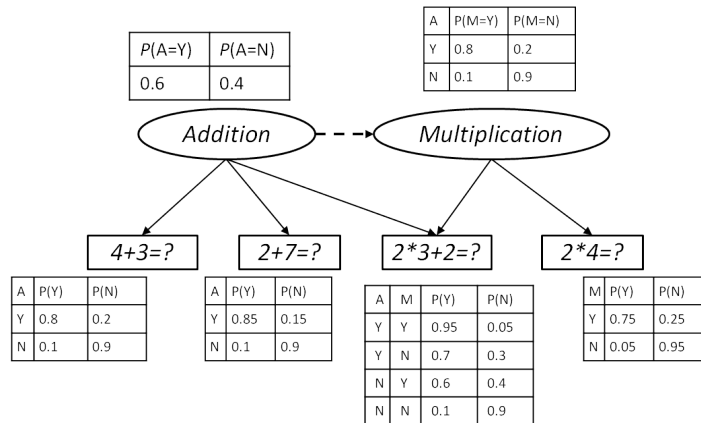 P(A=Y) P(A=N)
0.6 0.4
A P(M=Y) P(M=N)
Y 0.8 0.2
N 0.1 0.9
Addition
Multiplication
4+3=?
2+7=?
2*3+2=?
2*4=?
A P(Y) P(N)
Y 0.8 0.2
N 0.1 0.9
A P(Y) P(N)
Y 0.85 0.15
N 0.1 0.9
A M P(Y) P(N)
Y Y 0.95 0.05
Y N 0.7 0.3
N Y 0.6 0.4
N N 0.1 0.9
M P(Y) P(N)
Y 0.75 0.25
N 0.05 0.95